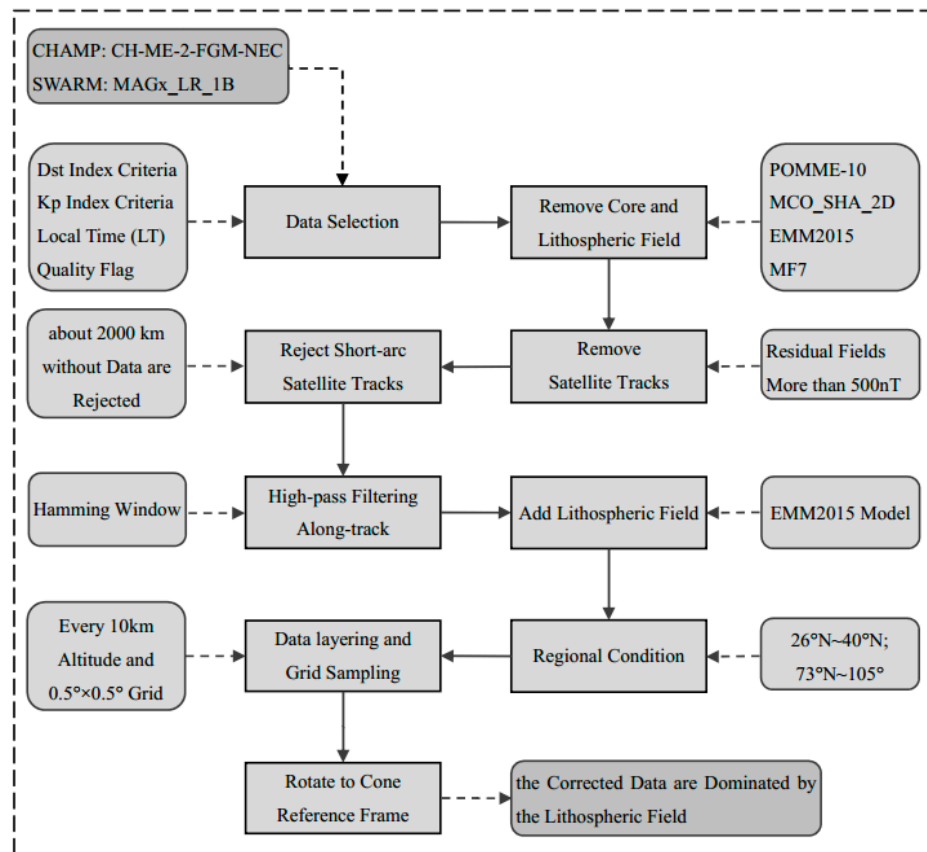 CHAMP: CH-ME-2-FGM-NEC
SWARM: MAGx_LR_1B
Dst Index Criteria
Kp Index Criteria
Local Time (LT)
Quality Flag
Data Selection
Remove Core and
Lithospheric Field
POMME-10
MCO_SHA_2D
EMM2015
MF7
about 2000 km
without Data are
Rejected
Reject Short-arc
Satellite Tracks
Remove
Satellite Tracks
Residual Fields
More than 500nT
Hamming Window
High-pass Filtering
Along-track
Add Lithospheric Field
EMM2015 Model
Every 10km
Altitude and
0.5°×0.5° Grid
Data layering and
Grid Sampling
Regional Condition
26°N~40°N;
73°N~105°
Rotate to Cone
Reference Frame
the Corrected Data are Dominated by
the Lithospheric Field